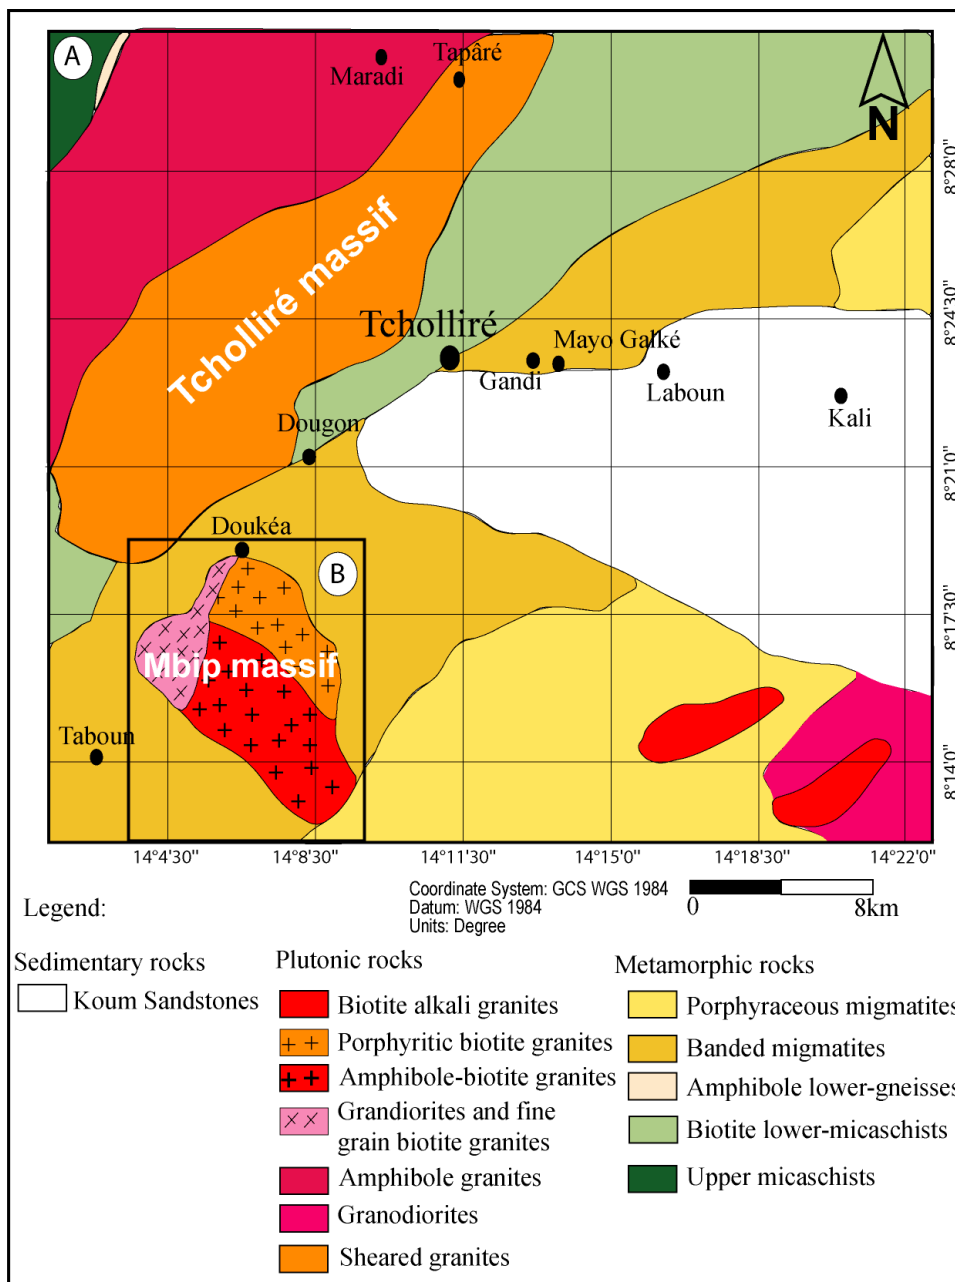 A
Maradi
Tapâré
N
8°28'0"
Tcholliré massif
8°24'30"
Tcholliré
Mayo Galké
Gandi
Laboun
Kali
Dougon
8°21'0"
Doukéa
B
8°17'30"
Mbip massif
Taboun
8°14'0"
14°4'30" 14°8'30" 14°11'30" 14°15'0" 14°18'30" 14°22'0"
Legend:
Coordinate System: GCS WGS 1984
Datum: WGS 1984
Units: Degree
0 8km
Sedimentary rocks
Koum Sandstones
Plutonic rocks
Biotite alkali granites
Porphyritic biotite granites
Amphibole-biotite granites
Grandiorites and fine
grain biotite granites
Amphibole granites
Granodiorites
Sheared granites
Metamorphic rocks
Porphyraceous migmatites
Banded migmatites
Amphibole lower-gneisses
Biotite lower-micaschists
Upper micaschists